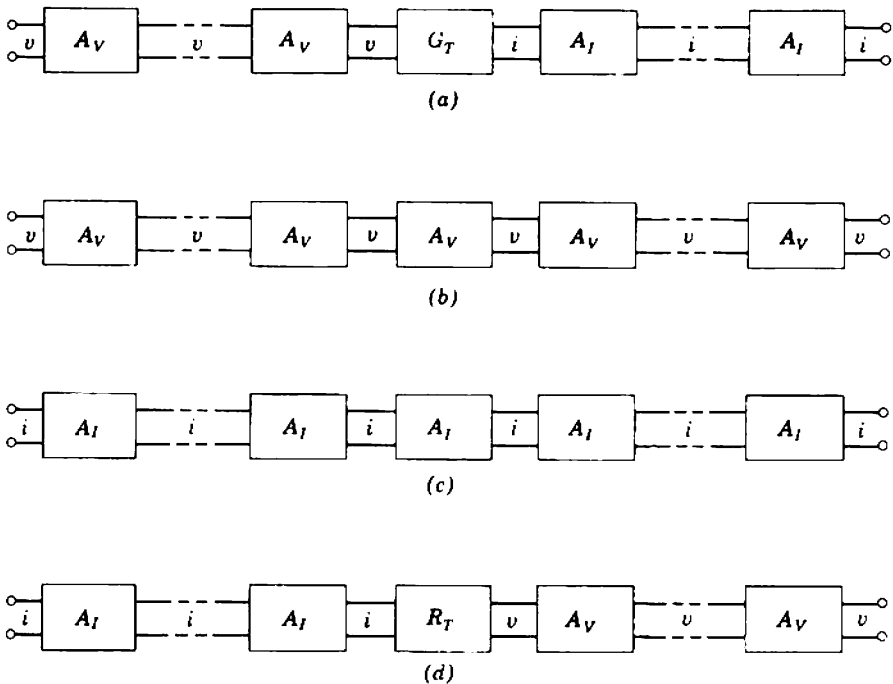 v A_V v A_V v G_T i A_I i A_I i
(a)
v A_V v A_V v A_V v A_V v A_V v
(b)
i A_I i A_I i A_I i A_I i A_I i
(c)
i A_I i A_I i R_T v A_V v A_V v
(d)